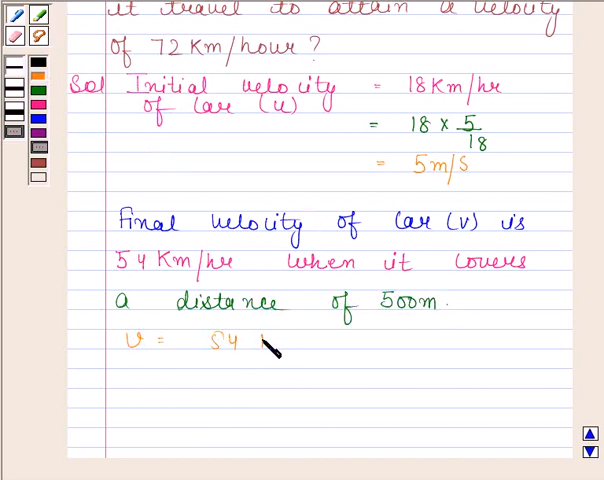 it travel to attain a velocity
of 72 Km/hour ?
Sol Initial velocity = 18 Km/hr
of Car (u)
= 18 × 5/18
= 5 m/s
Final velocity of Car (v) is
54 Km/hr when it covers
a distance of 500m.
v = 54